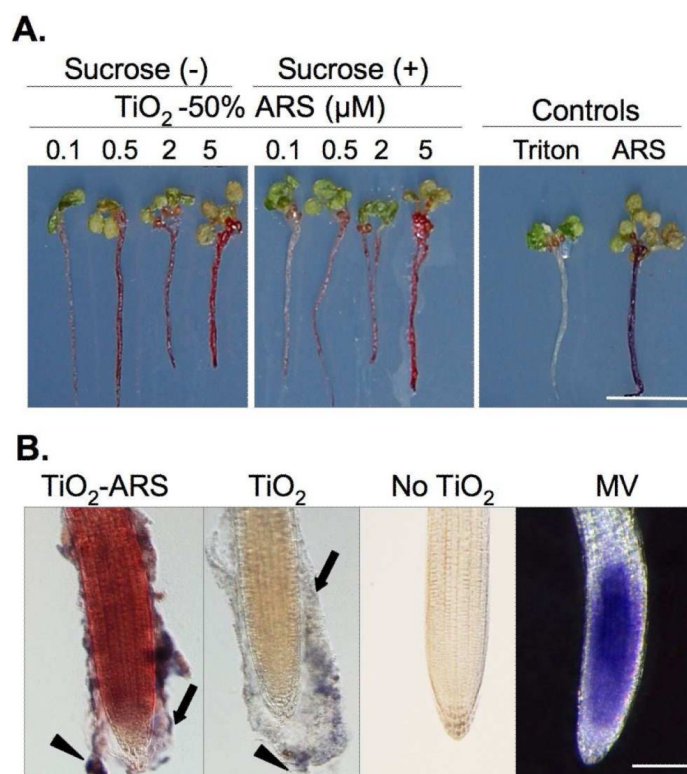 A.
Sucrose (-) Sucrose (+)
TiO2 -50% ARS (µM) Controls
0.1 0.5 2 5 0.1 0.5 2 5 Triton ARS
B.
TiO2-ARS TiO2 No TiO2 MV